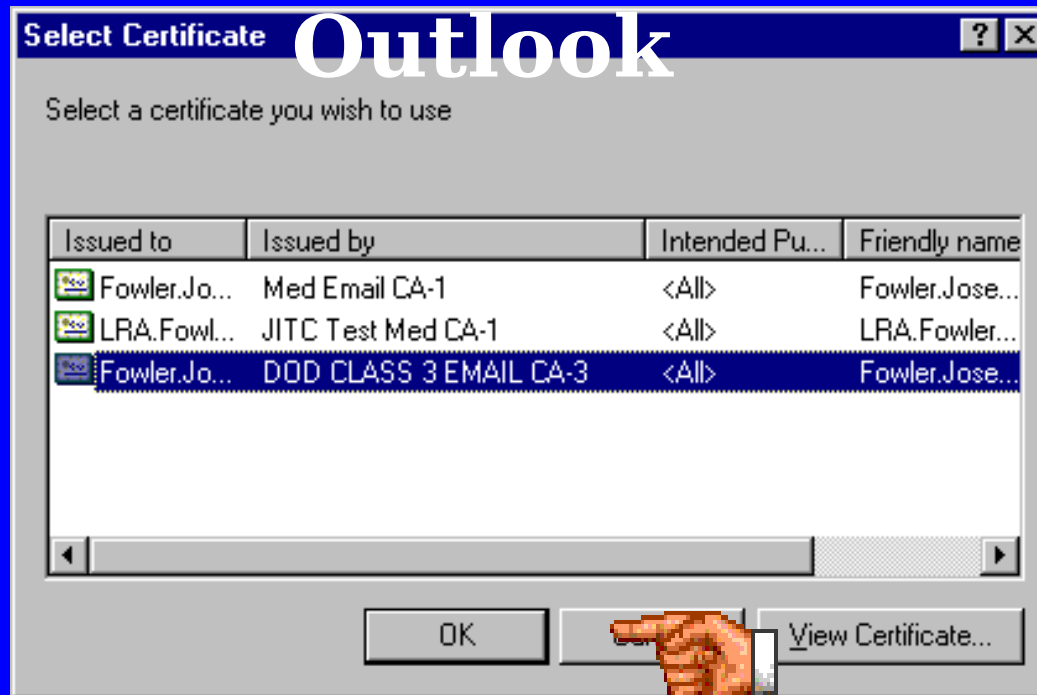 Select Certificate
Outlook
Select a certificate you wish to use
Issued to Issued by Intended Pu... Friendly name
Fowler.Jo... Med Email CA-1 <All> Fowler.Jose...
LRA.Fowl... JITC Test Med CA-1 <All> LRA.Fowler...
Fowler.Jo... DOD CLASS 3 EMAIL CA-3 <All> Fowler.Jose...
OK View Certificate...